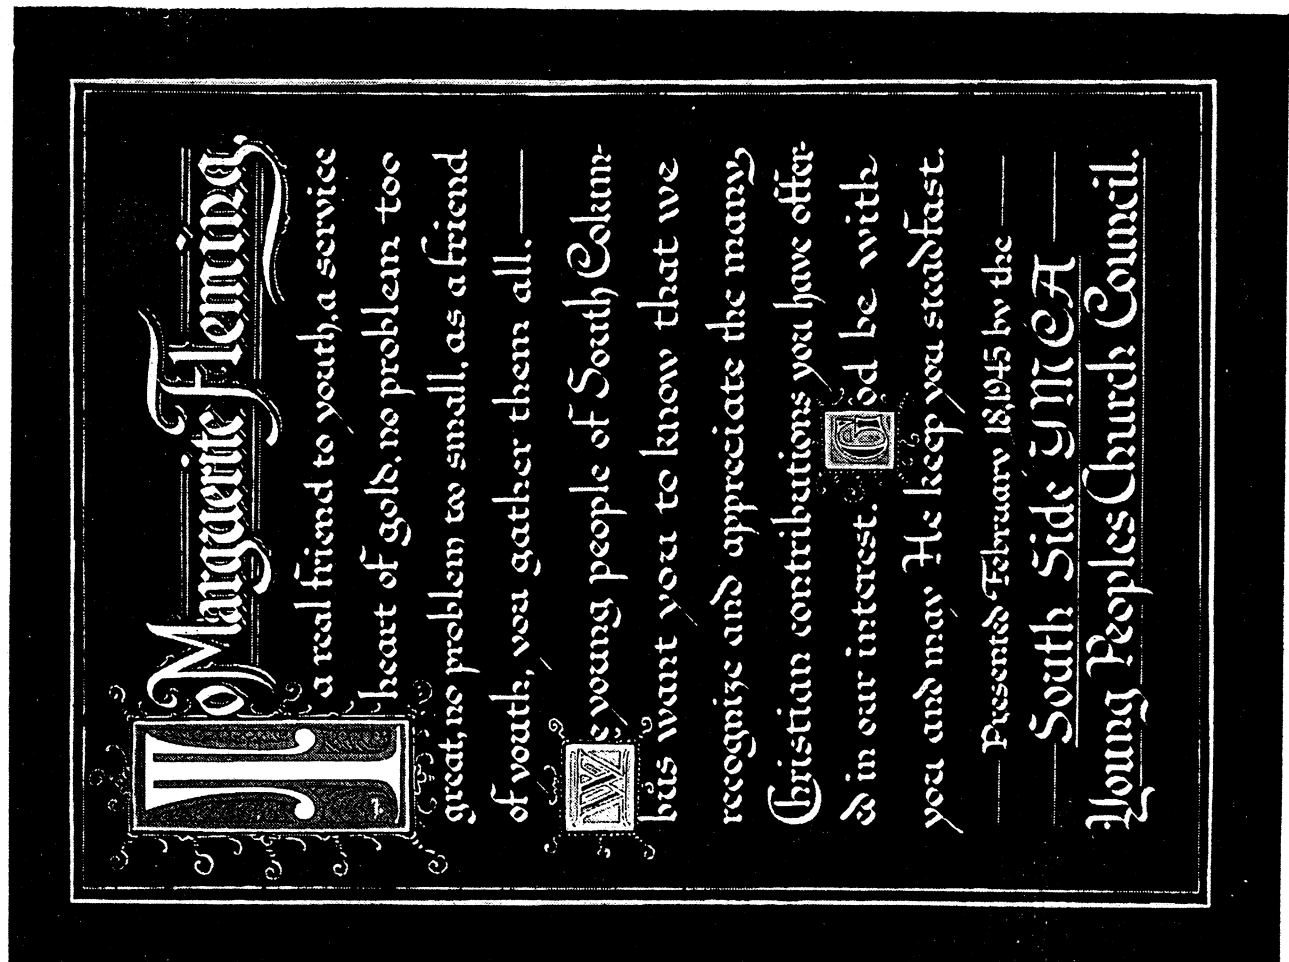 To Marguerite Fleming,
a real friend to youth, a service
heart of gold, no problem too
great, no problem too small, as a friend
of youth, you gather them all.
We young people of South Colum-
bus want you to know that we
recognize and appreciate the many,
Christian contributions you have offer-
ed in our interest. God be with
you and may He keep you steadfast.
Presented February 18, 1945 by the
South Side YMCA
Young Peoples Church Council.